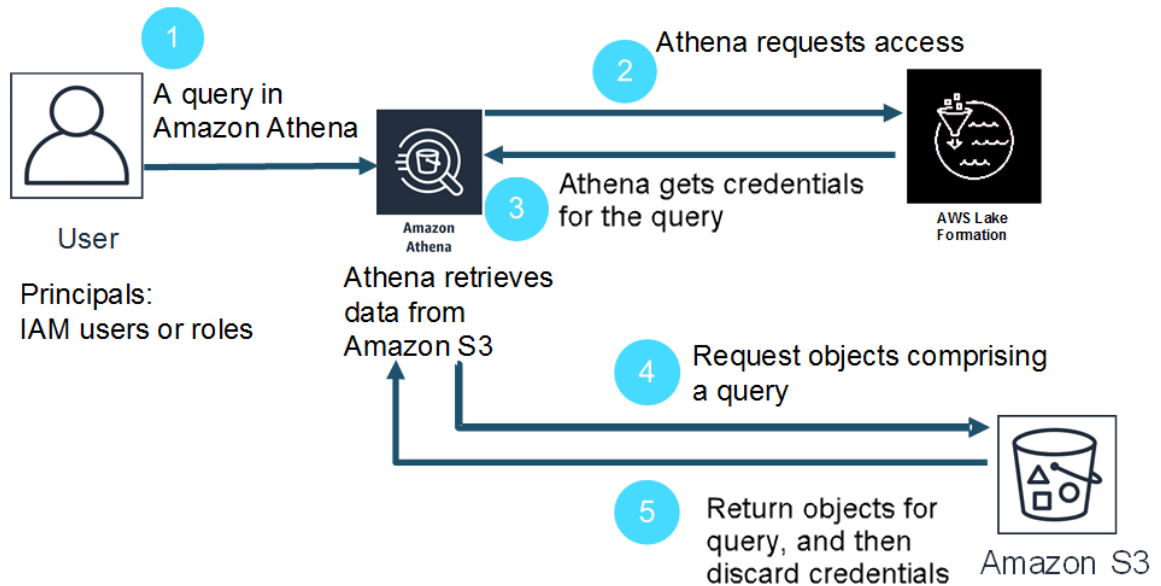 1
A query in
Amazon Athena
User
Principals:
IAM users or roles
Amazon
Athena
2
Athena requests access
3
Athena gets credentials
for the query
AWS Lake
Formation
Athena retrieves
data from
Amazon S3
4
Request objects comprising
a query
5
Return objects for
query, and then
discard credentials
Amazon S3